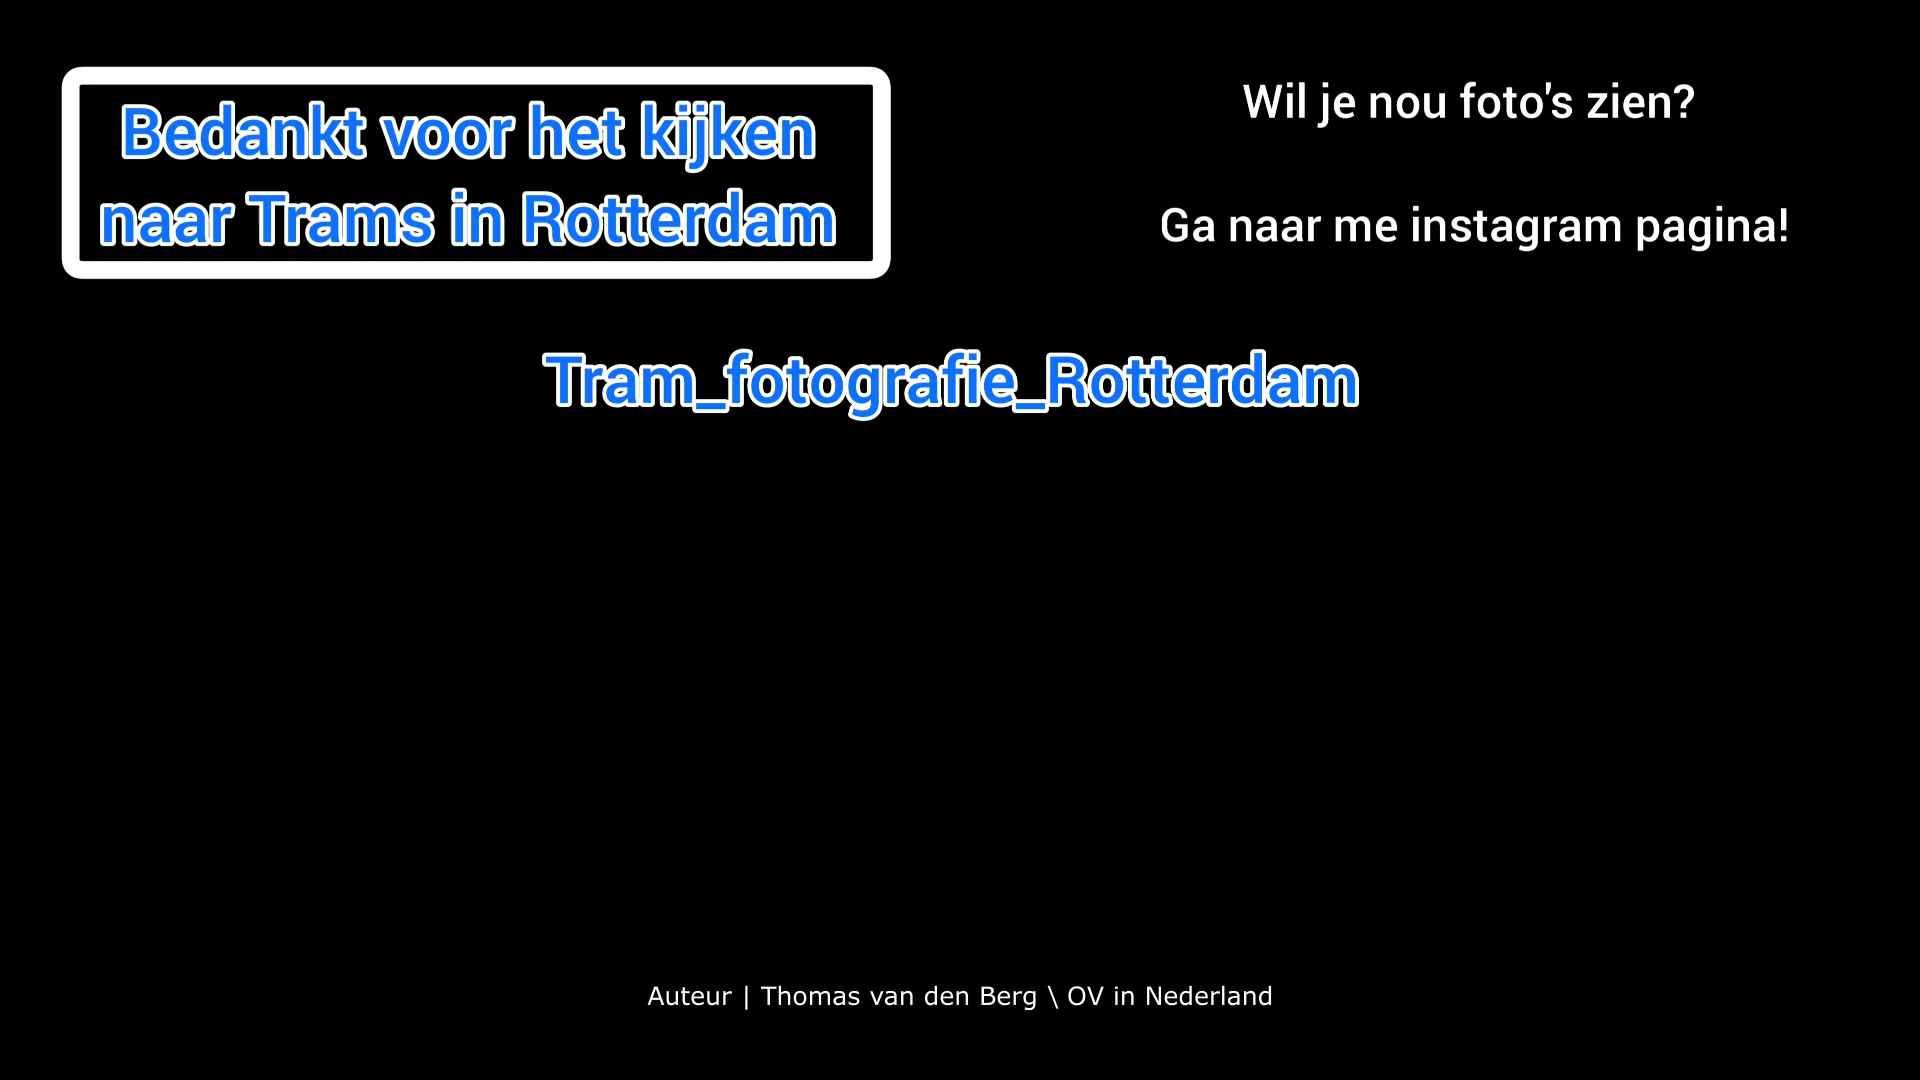 Bedankt voor het kijken
naar Trams in Rotterdam
Wil je nou foto's zien?
Ga naar me instagram pagina!
Tram_fotografie_Rotterdam
Auteur | Thomas van den Berg \ OV in Nederland